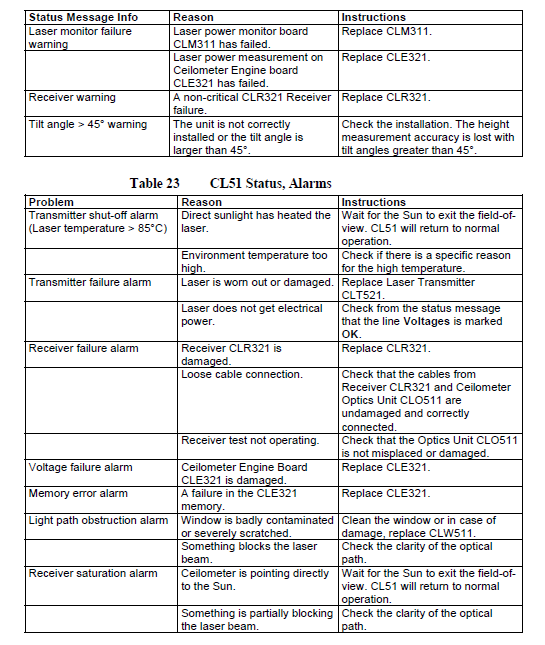 Status Message Info Reason Instructions
Laser monitor failure Laser power monitor board Replace CLM311.
warning CLM311 has failed.
Laser power measurement on Replace CLE321.
Ceilometer Engine board
CLE321 has failed.
Receiver warning A non-critical CLR321 Receiver Replace CLR321.
failure.
Tilt angle > 45° warning The unit is not correctly Check the installation. The height
installed or the tilt angle is measurement accuracy is lost with
larger than 45°. tilt angles greater than 45°.
Table 23 CL51 Status, Alarms
Problem Reason Instructions
Transmitter shut-off alarm Direct sunlight has heated the Wait for the Sun to exit the field-of-
(Laser temperature > 85°C) laser. view. CL51 will return to normal
operation.
Environment temperature too Check if there is a specific reason
high. for the high temperature.
Transmitter failure alarm Laser is worn out or damaged. Replace Laser Transmitter
CLT521.
Laser does not get electrical Check from the status message
power. that the line Voltages is marked
OK.
Receiver failure alarm Receiver CLR321 is Replace CLR321.
damaged.
Loose cable connection. Check that the cables from
Receiver CLR321 and Ceilometer
Optics Unit CLO511 are
undamaged and correctly
connected.
Receiver test not operating. Check that the Optics Unit CLO511
is not misplaced or damaged.
Voltage failure alarm Ceilometer Engine Board Replace CLE321.
CLE321 is damaged.
Memory error alarm A failure in the CLE321 Replace CLE321.
memory.
Light path obstruction alarm Window is badly contaminated Clean the window or in case of
or severely scratched. damage, replace CLW511.
Something blocks the laser Check the clarity of the optical
beam. path.
Receiver saturation alarm Ceilometer is pointing directly Wait for the Sun to exit the field-of-
to the Sun. view. CL51 will return to normal
operation.
Something is partially blocking Check the clarity of the optical
the laser beam. path.